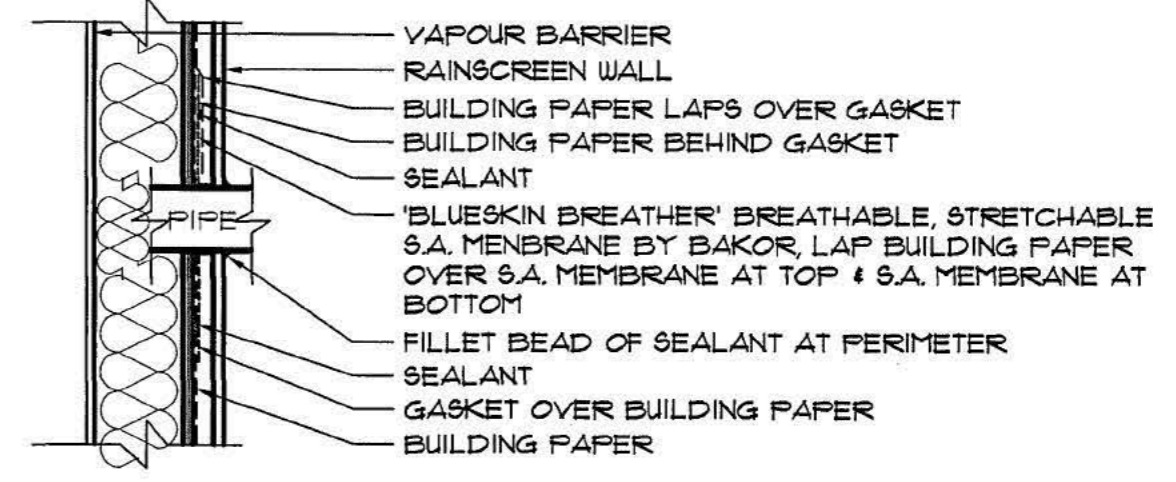 VAPOUR BARRIER
RAINSCREEN WALL
BUILDING PAPER LAPS OVER GASKET
BUILDING PAPER BEHIND GASKET
SEALANT
PIPE
'BLUESKIN BREATHER' BREATHABLE, STRETCHABLE
S.A. MENBRANE BY BAKOR, LAP BUILDING PAPER
OVER S.A. MEMBRANE AT TOP & S.A. MEMBRANE AT
BOTTOM
FILLET BEAD OF SEALANT AT PERIMETER
SEALANT
GASKET OVER BUILDING PAPER
BUILDING PAPER